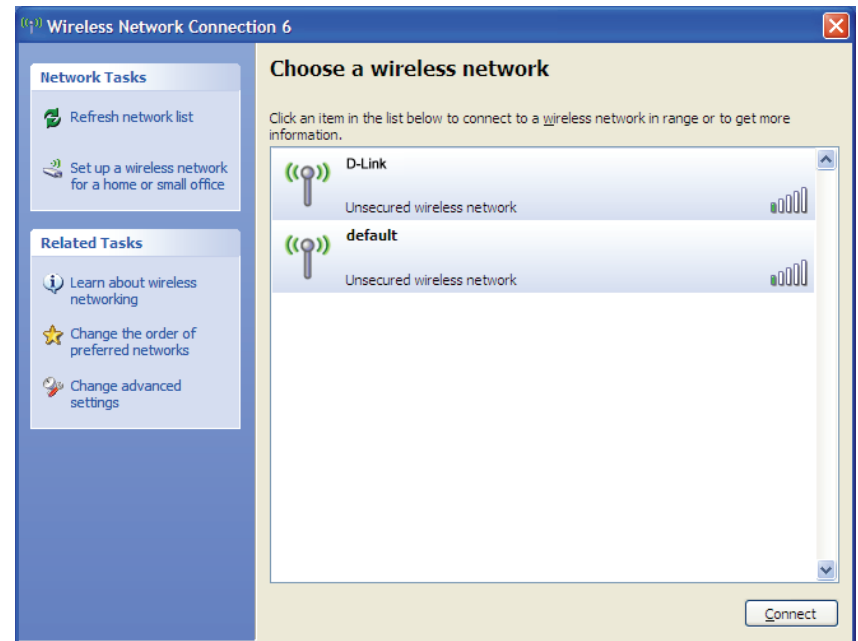 Wireless Network Connection 6
Network Tasks
Refresh network list
Set up a wireless network
for a home or small office
Related Tasks
Learn about wireless
networking
Change the order of
preferred networks
Change advanced
settings
Choose a wireless network
Click an item in the list below to connect to a wireless network in range or to get more
information.
D-Link
Unsecured wireless network
default
Unsecured wireless network
Connect